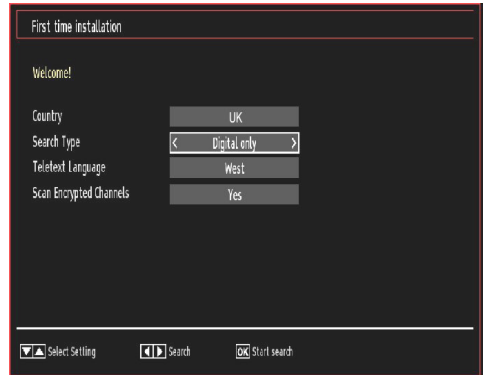 First time installation
Welcome!
Country UK
Search Type < Digital only >
Teletext Language West
Scan Encrypted Channels Yes
▼▲ Select Setting ◀▶ Search OK Start search